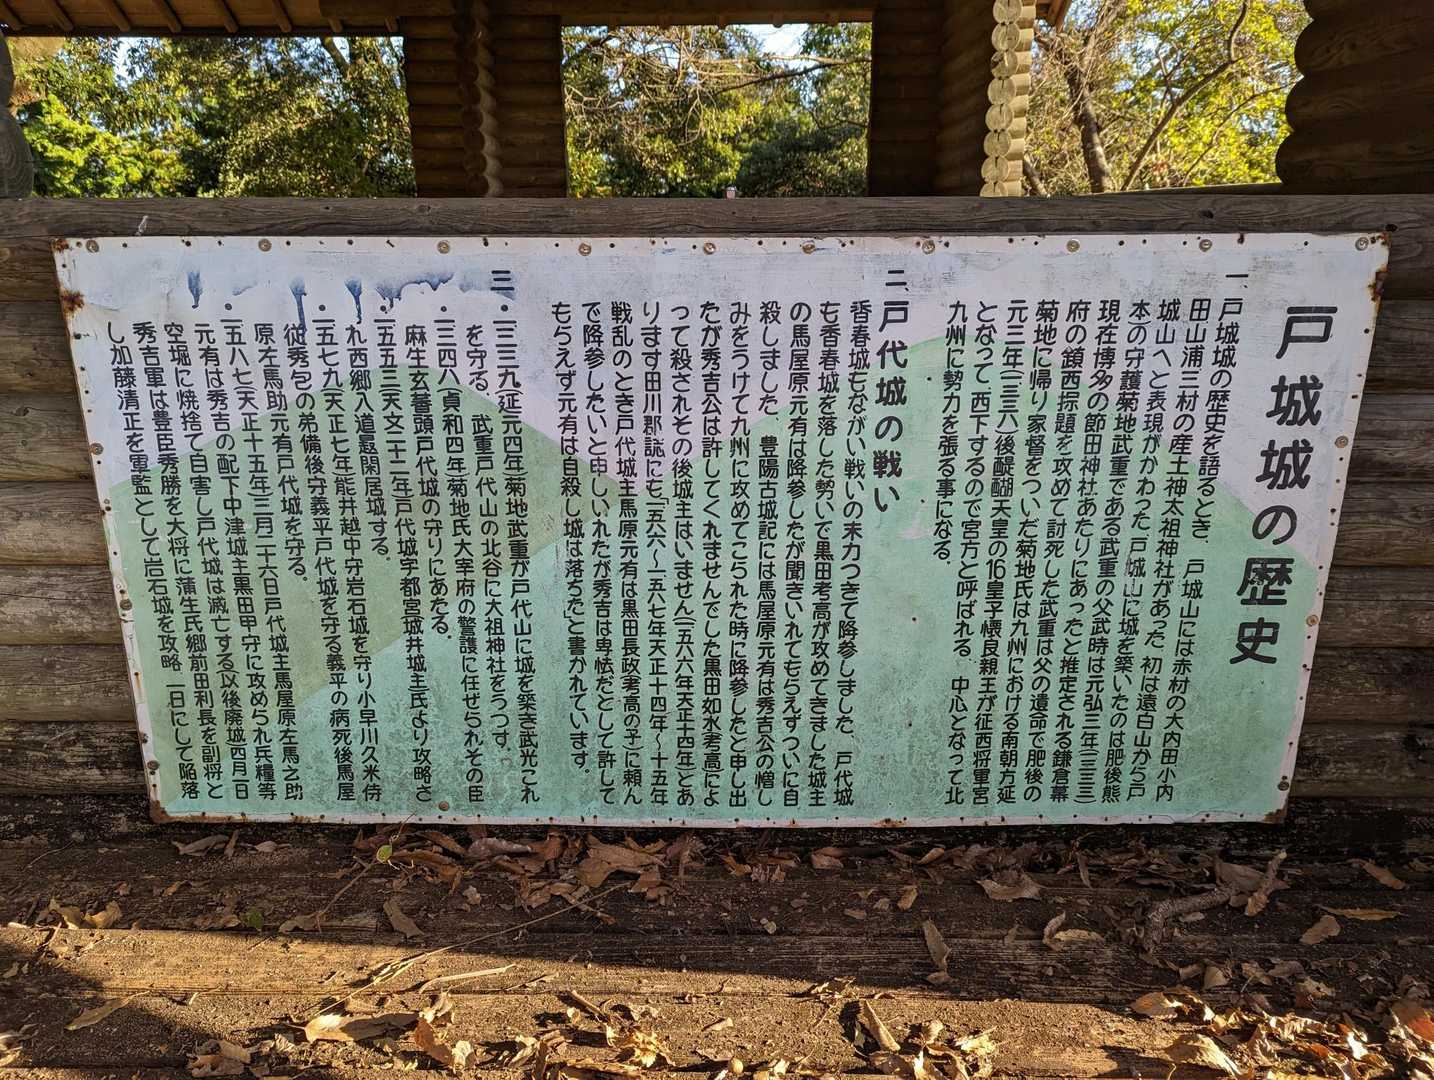 戸城城の歴史
一、戸城城の歴史を語るとき、戸城山には赤村の大内田小内
田山浦三村の産土神太祖神社があった、初は遠白山から戸
城山へと表現がかわった戸城山に城を築いたのは肥後熊
本の守護菊地武重である武重の父武時は元弘三年(一三三三)
現在博多の節田神社あたりにあったと推定される鎌倉幕
府の鎮西探題を攻めて討死した武重は父の遺命で肥後の
菊地に帰り家督をついだ菊地氏は九州における南朝方延
元三年(一三三八)後醍醐天皇の16皇子懐良親王が征西将軍宮
となって、西下するので宮方と呼ばれる、中心となって北
九州に勢力を張る事になる。
二、戸代城の戦い
香春城もながい戦いの末力つきて降参しました、戸代城
も香春城を落した勢いで黒田孝高が攻めてきました城主
の馬屋原元有は降参したが聞きいれてもらえずついに自
殺しました、豊陽古城記には馬屋原元有は秀吉公の憎し
みをうけて九州に攻めてこられた時に降参したと申し出
たが秀吉公は許してくれませんでした黒田如水孝高によ
って殺されその後城主はいません(一五八六年天正十四年)とあ
ります田川郡誌にも「一五八六〜一五八七年天正十四年〜十五年
戦乱のとき戸代城主馬原元有は黒田長政(孝高の子)に頼ん
で降参したいと申しいれたが秀吉は卑怯だとして許して
もらえず元有は自殺し城は落ちた」と書かれています。
三、・一三三九(延元四年)菊地武重が戸代山に城を築き武光これ
を守る、武重戸代山の北谷に大祖神社をうつす。
・一三四八(貞和四年)菊地氏大宰府の警護に任ぜられその臣
麻生玄蕃頭戸代城の守りにあたる。
・一五五三(天文二十二年)戸代城宇都宮城井城主氏より攻略さ
れ西郷入道最閑居城する。
・一五七九(天正七年)能井越中守岩石城を守り小早川久米侍
従秀包の弟備後守義平戸代城を守る義平の病死後馬屋
原左馬助元有戸代城を守る。
・一五八七(天正十五年)三月二十六日戸代城主馬屋原左馬之助
元有は秀吉の配下中津城主黒田甲守に攻められ兵糧等
空堀に焼捨て自害し戸代城は滅亡する(以後廃城)四月一日
秀吉軍は豊臣秀勝を大将に蒲生氏郷前田利長を副将と
し加藤清正を軍監として岩石城を攻略、一日にして陥落